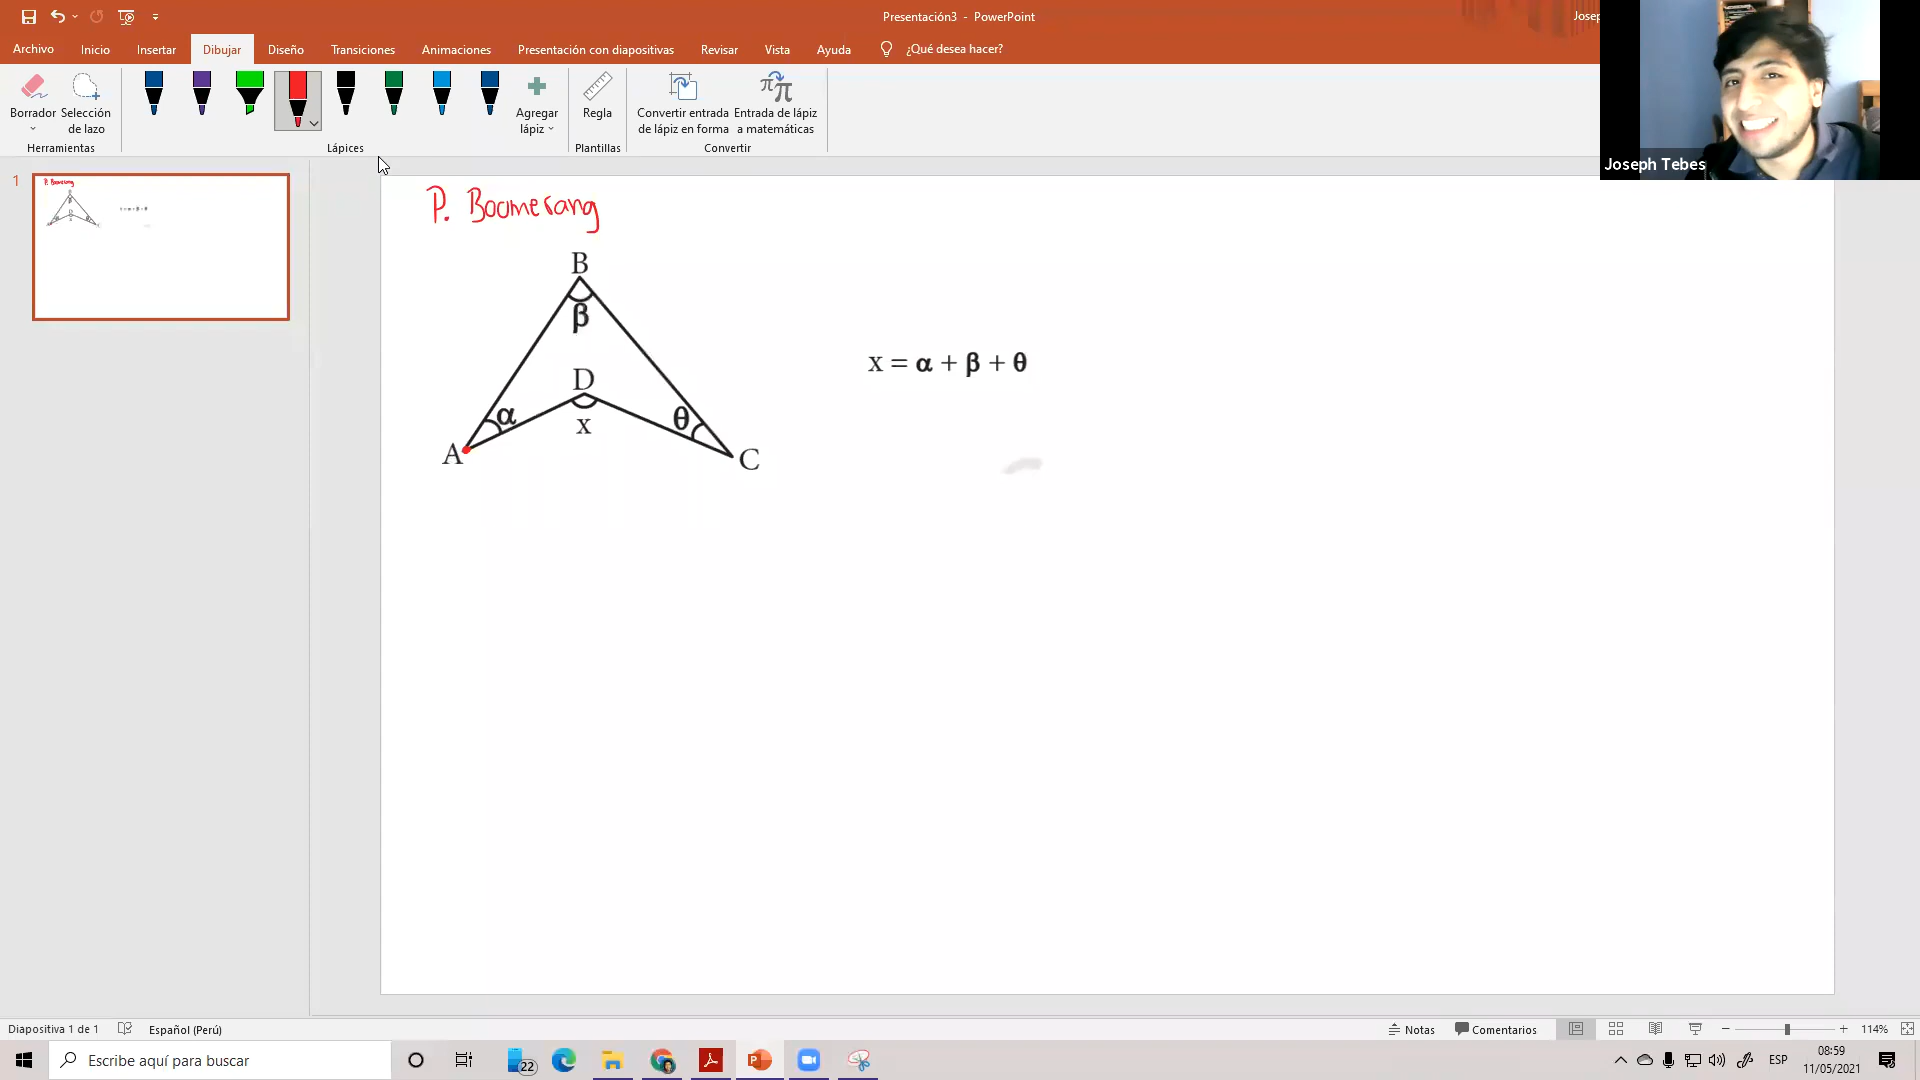 Presentación3 - PowerPoint
Archivo Inicio Insertar Dibujar Diseño Transiciones Animaciones Presentación con diapositivas Revisar Vista Ayuda ¿Qué desea hacer?
Borrador
Selección de lazo
Agregar lápiz
Regla
Convertir entrada de lápiz en forma
Entrada de lápiz a matemáticas
Herramientas Lápices Plantillas Convertir
Joseph Tebes
1
P. Boomerang
B
β
D
x = α + β + θ
α
θ
x
A
C
Diapositiva 1 de 1 Español (Perú) Notas Comentarios 114%
Escribe aquí para buscar
22
ESP
08:59
11/05/2021